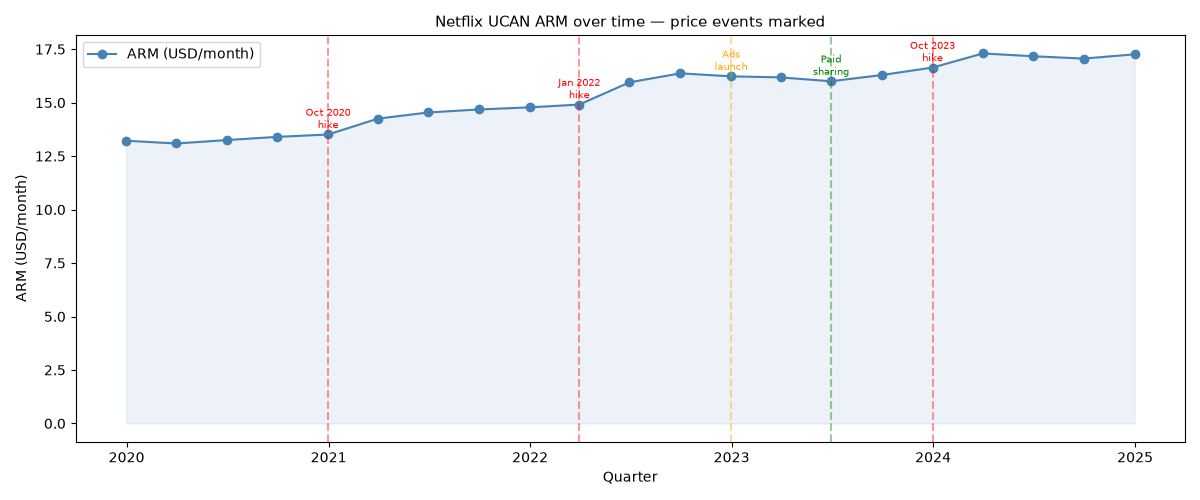 Netflix UCAN ARM over time — price events marked
ARM (USD/month)
17.5
15.0
12.5
10.0
7.5
5.0
2.5
0.0
ARM (USD/month)
Oct 2020
hike
Jan 2022
hike
Ads
launch
Paid
sharing
Oct 2023
hike
2020
2021
2022
2023
2024
2025
Quarter